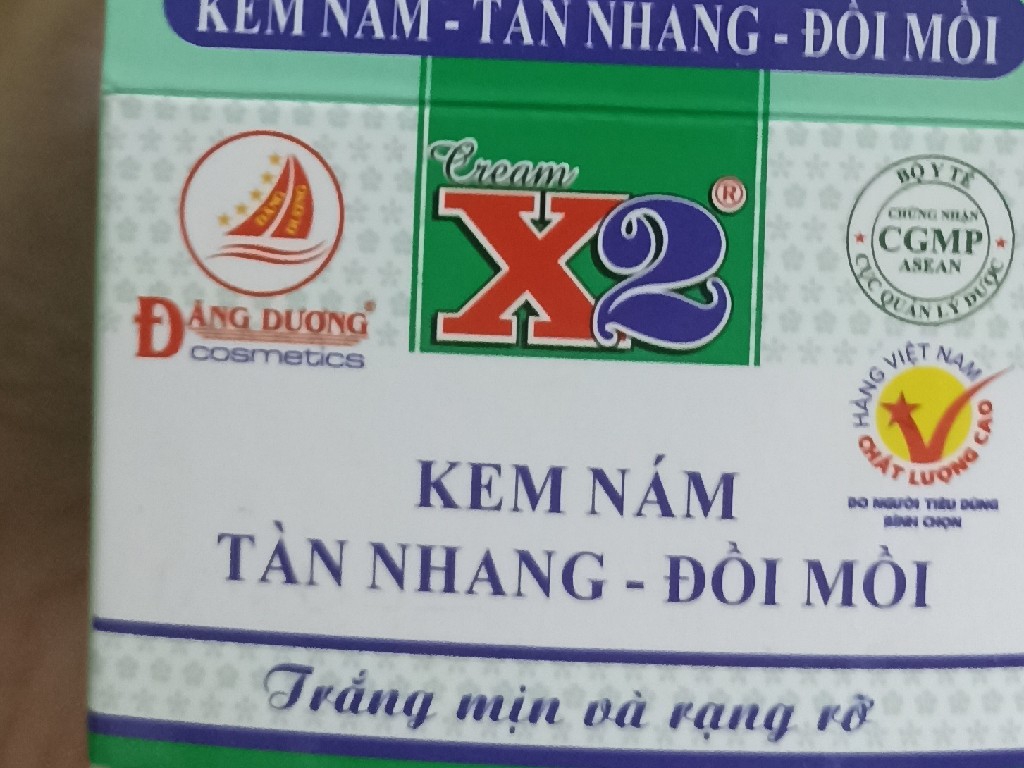 KEM NÁM - TÀN NHANG - ĐỒI MỒI
ĐĂNG DƯƠNG
ĐĂNG DƯƠNG®
cosmetics
Cream
X2®
BỘ Y TẾ
CHỨNG NHẬN
CGMP
ASEAN
CỤC QUẢN LÝ DƯỢC
HÀNG VIỆT NAM
CHẤT LƯỢNG CAO
DO NGƯỜI TIÊU DÙNG
BÌNH CHỌN
KEM NÁM
TÀN NHANG - ĐỒI MỒI
Trắng mịn và rạng rỡ